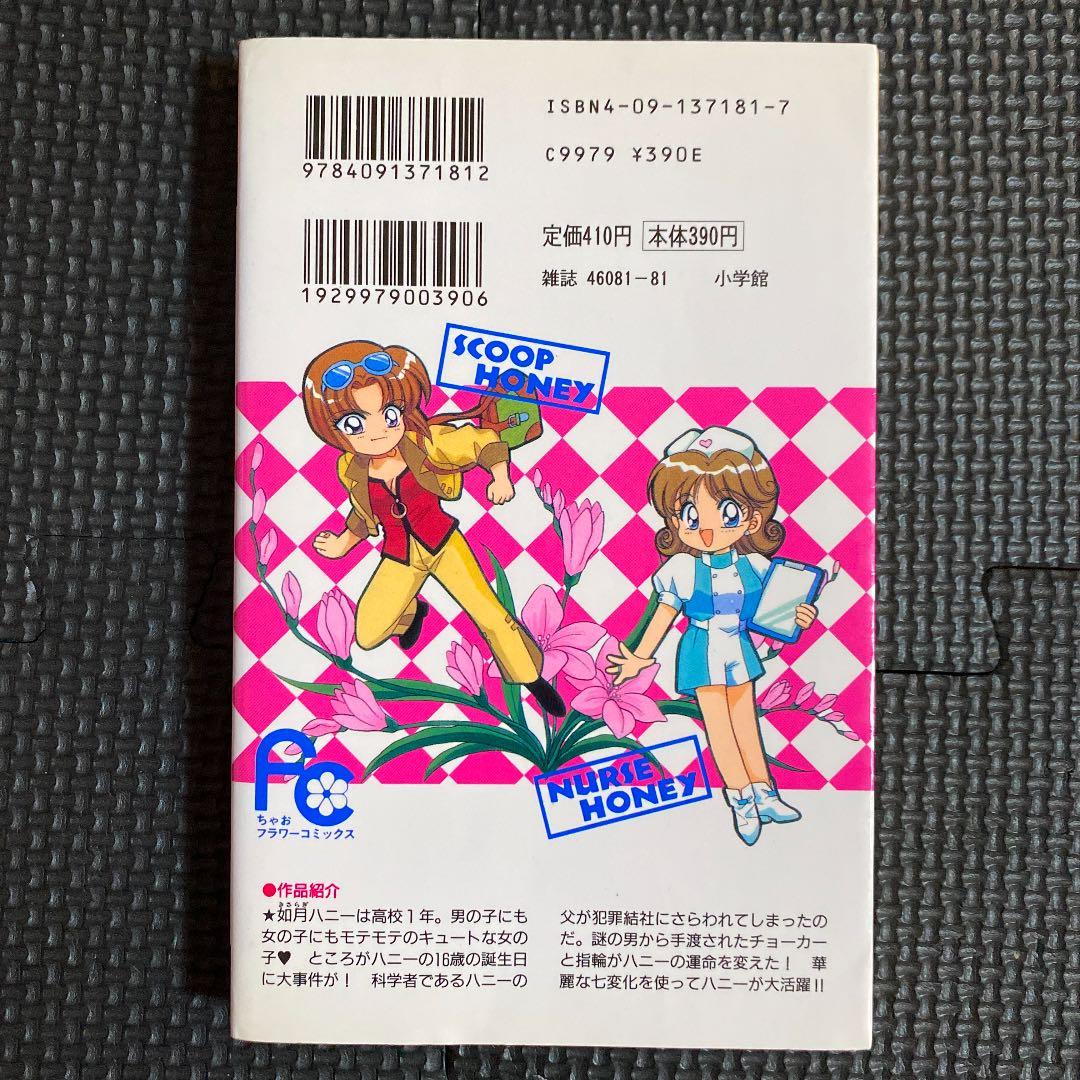 ISBN4-09-137181-7
C9979 ¥390E
9784091371812
定価410円 本体390円
雑誌 46081-81 小学館
1929979003906
SCOOP
HONEY
NURSE
HONEY
FC
ちゃお
フラワーコミックス
●作品紹介
きさらぎ
★如月ハニーは高校1年。男の子にも
女の子にもモテモテのキュートな女の
子♥ ところがハニーの16歳の誕生日
に大事件が! 科学者であるハニーの
父が犯罪結社にさらわれてしまったの
だ。謎の男から手渡されたチョーカー
と指輪がハニーの運命を変えた! 華
麗な七変化を使ってハニーが大活躍!!